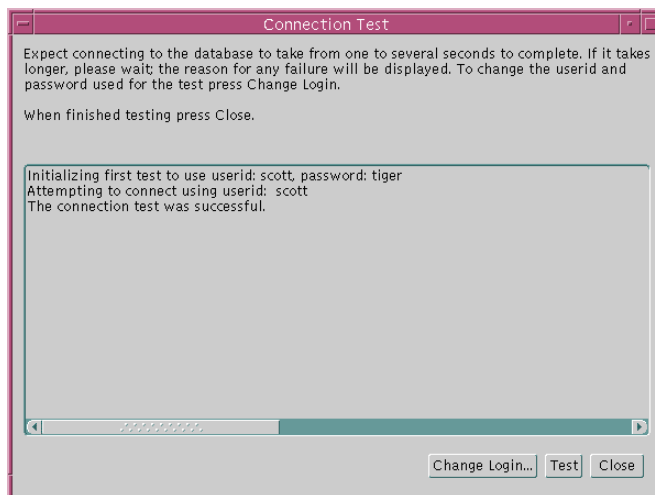 Connection Test
Expect connecting to the database to take from one to several seconds to complete. If it takes
longer, please wait; the reason for any failure will be displayed. To change the userid and
password used for the test press Change Login.
When finished testing press Close.
Initializing first test to use userid: scott, password: tiger
Attempting to connect using userid:  scott
The connection test was successful.
Change Login... Test Close